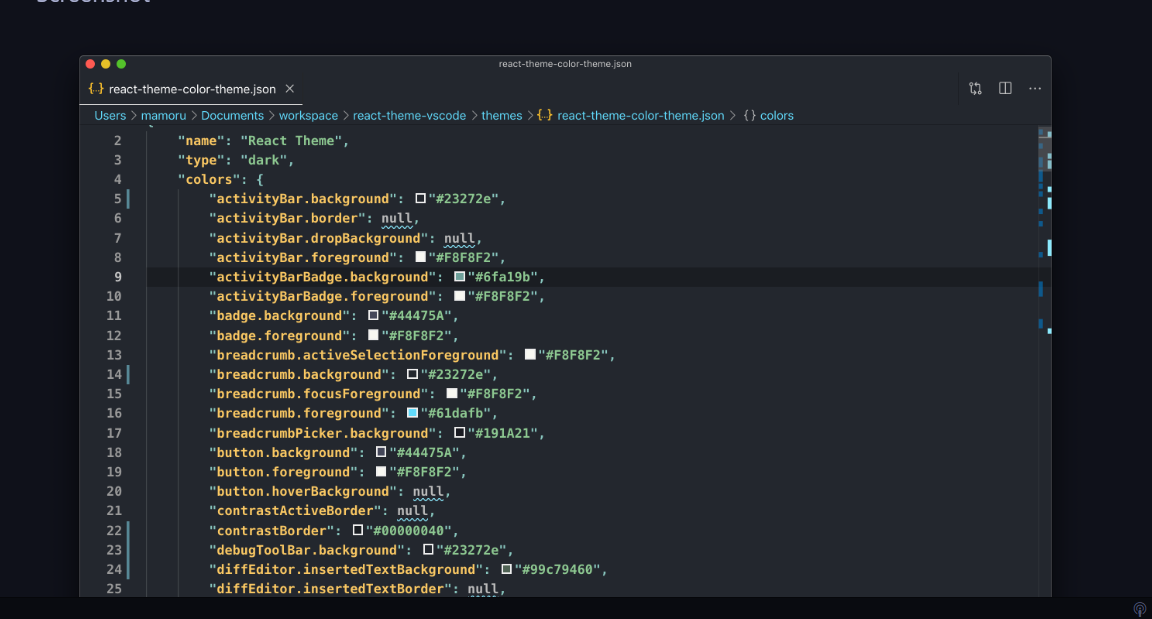 Screenshot
react-theme-color-theme.json
{..} react-theme-color-theme.json ×
Users > mamoru > Documents > workspace > react-theme-vscode > themes > {..} react-theme-color-theme.json > {} colors
2 "name": "React Theme",
3 "type": "dark",
4 "colors": {
5 "activityBar.background": "#23272e",
6 "activityBar.border": null,
7 "activityBar.dropBackground": null,
8 "activityBar.foreground": "#F8F8F2",
9 "activityBarBadge.background": "#6fa19b",
10 "activityBarBadge.foreground": "#F8F8F2",
11 "badge.background": "#44475A",
12 "badge.foreground": "#F8F8F2",
13 "breadcrumb.activeSelectionForeground": "#F8F8F2",
14 "breadcrumb.background": "#23272e",
15 "breadcrumb.focusForeground": "#F8F8F2",
16 "breadcrumb.foreground": "#61dafb",
17 "breadcrumbPicker.background": "#191A21",
18 "button.background": "#44475A",
19 "button.foreground": "#F8F8F2",
20 "button.hoverBackground": null,
21 "contrastActiveBorder": null,
22 "contrastBorder": "#00000040",
23 "debugToolBar.background": "#23272e",
24 "diffEditor.insertedTextBackground": "#99c79460",
25 "diffEditor.insertedTextBorder": null,